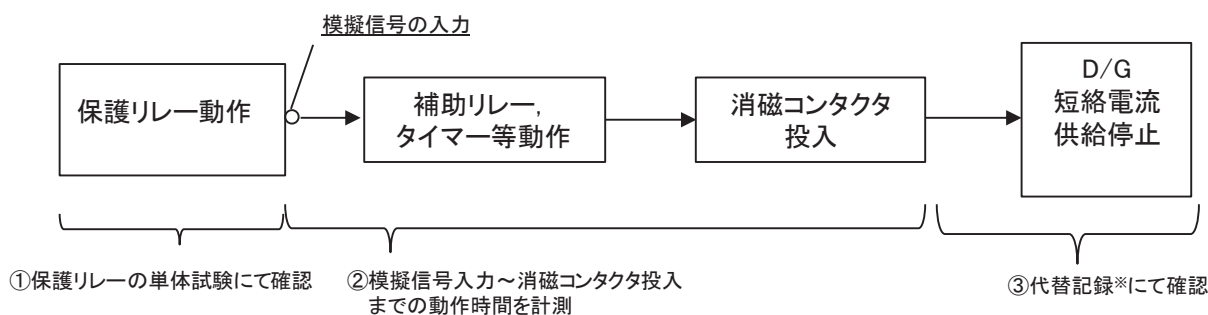 模擬信号の入力
保護リレー動作
補助リレー，
タイマー等動作
消磁コンタクタ
投入
D/G
短絡電流
供給停止
①保護リレーの単体試験にて確認
②模擬信号入力～消磁コンタクタ投入
までの動作時間を計測
③代替記録※にて確認